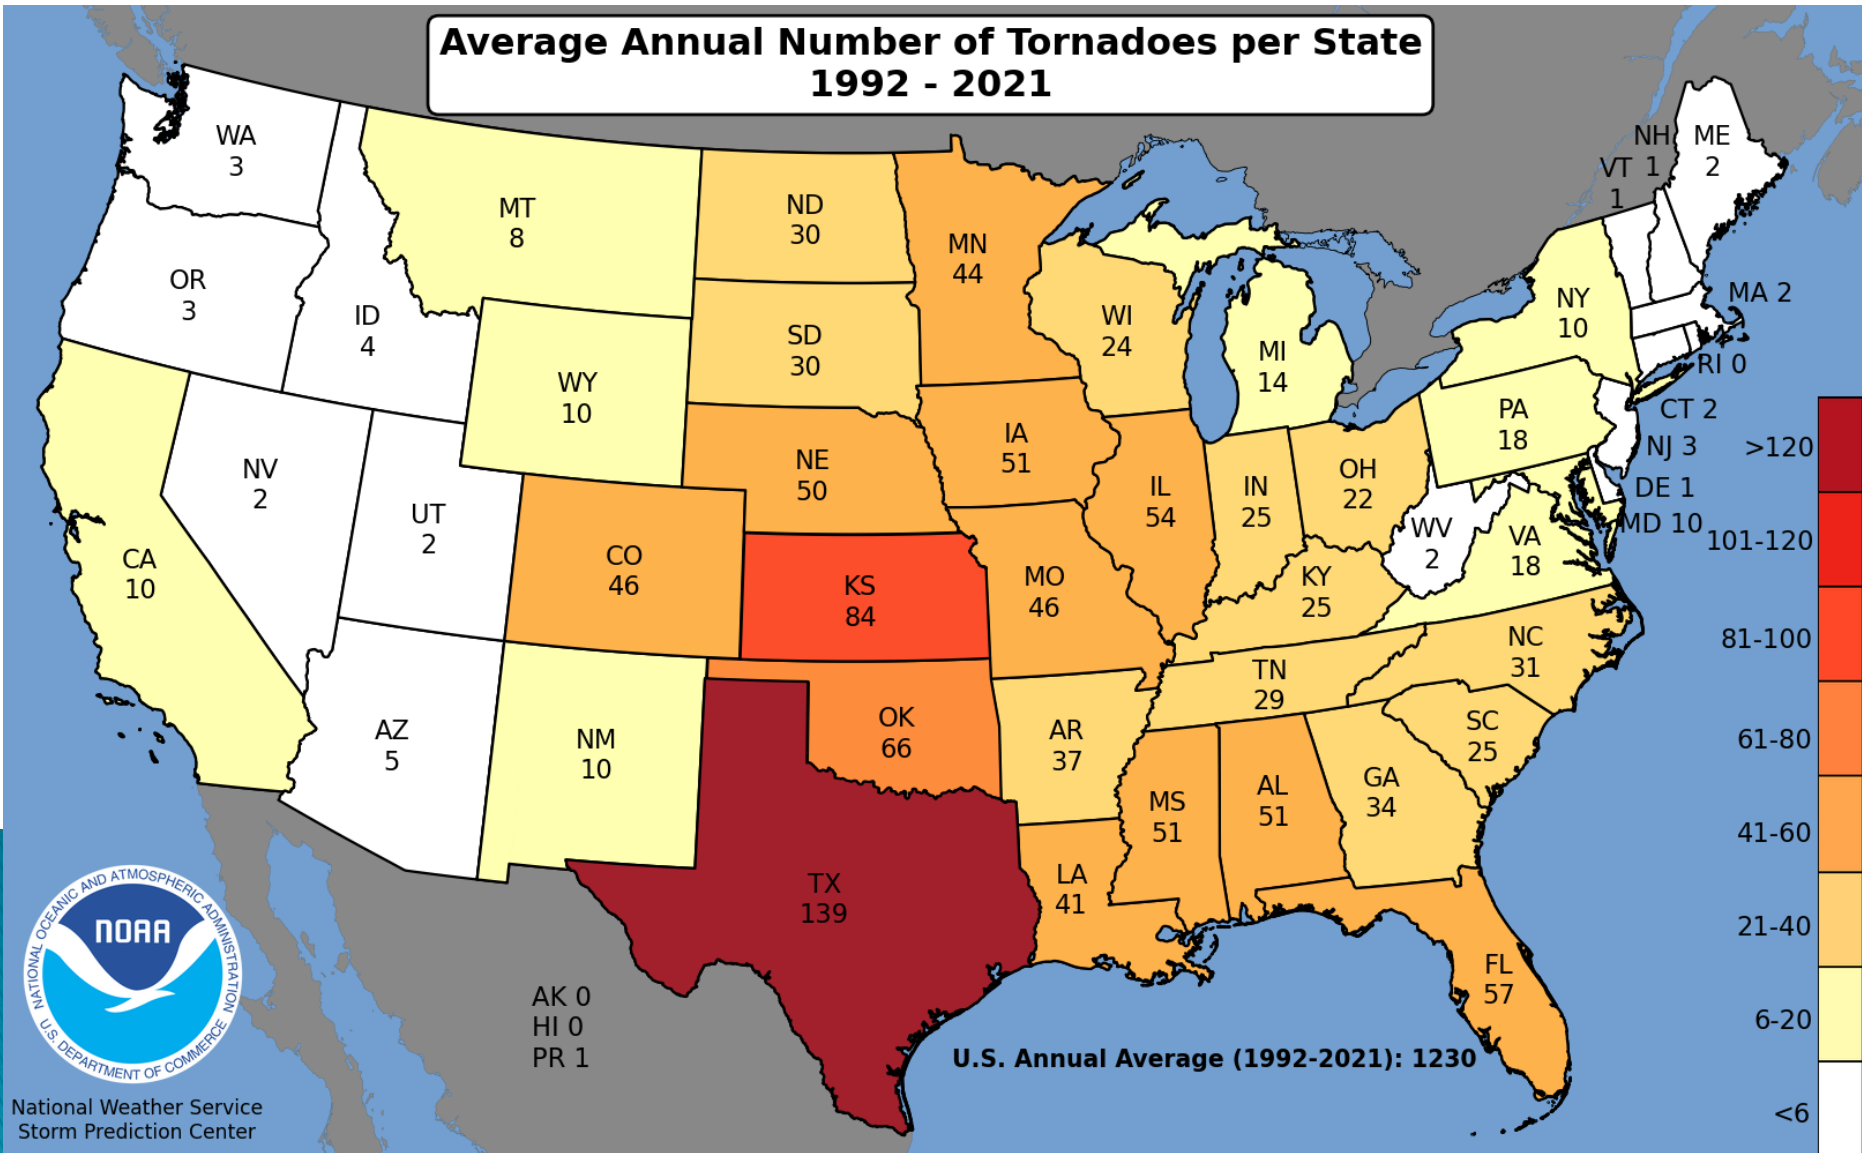 Average Annual Number of Tornadoes per State
1992 - 2021
WA
3
OR
3
ID
4
MT
8
ND
30
MN
44
NH
1
VT
1
ME
2
SD
30
WI
24
MI
14
NY
10
MA 2
RI 0
CT 2
NJ 3
DE 1
MD 10
WY
10
NE
50
IA
51
IL
54
IN
25
OH
22
PA
18
WV
2
VA
18
NV
2
UT
2
CO
46
CA
10
KS
84
MO
46
KY
25
NC
31
TN
29
SC
25
AZ
5
NM
10
OK
66
AR
37
MS
51
AL
51
GA
34
TX
139
LA
41
FL
57
AK 0
HI 0
PR 1
U.S. Annual Average (1992-2021): 1230
>120
101-120
81-100
61-80
41-60
21-40
6-20
<6
NATIONAL OCEANIC AND ATMOSPHERIC ADMINISTRATION
NOAA
U.S. DEPARTMENT OF COMMERCE
National Weather Service
Storm Prediction Center